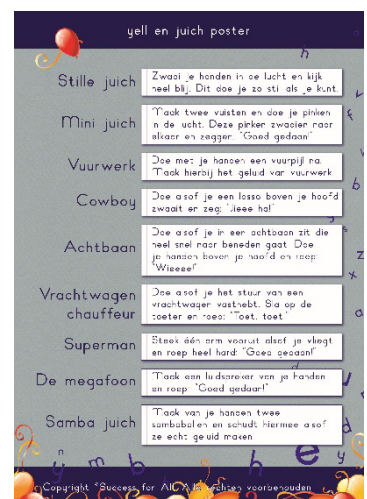 yell en juich poster
Stille juich
Zwaai je handen in de lucht en kijk
heel blij. Dit doe je zo stil als je kunt.
Mini juich
Maak twee vuisten en doe je pinken
in de lucht. Deze pinken zwaaien naar
elkaar en zeggen: "Goed gedaan!"
Vuurwerk
Doe met je handen een vuurpijl na.
Maak hierbij het geluid van vuurwerk
Cowboy
Doe alsof je een lasso boven je hoofd
zwaait en zeg: "Jieee ha!"
Achtbaan
Doe alsof je in een achtbaan zit die
heel snel naar beneden gaat. Doe
je handen boven je hoofd en roep:
"Wieeee!"
Vrachtwagen
chauffeur
Doe alsof je het stuur van een
vrachtwagen vasthebt. Sla op de
toeter en roep: "Toet, toet"
Superman
Steek één arm vooruit alsof je vliegt
en roep heel hard: "Goed gedaan!"
De megafoon
Maak een luidspreker van je handen
en roep: "Goed gedaan!"
Samba juich
Maak van je handen twee
sambaballen en schudt hiermee alsof
ze echt geluid maken.
Copyright "Success for All. Alle rechten voorbehouden